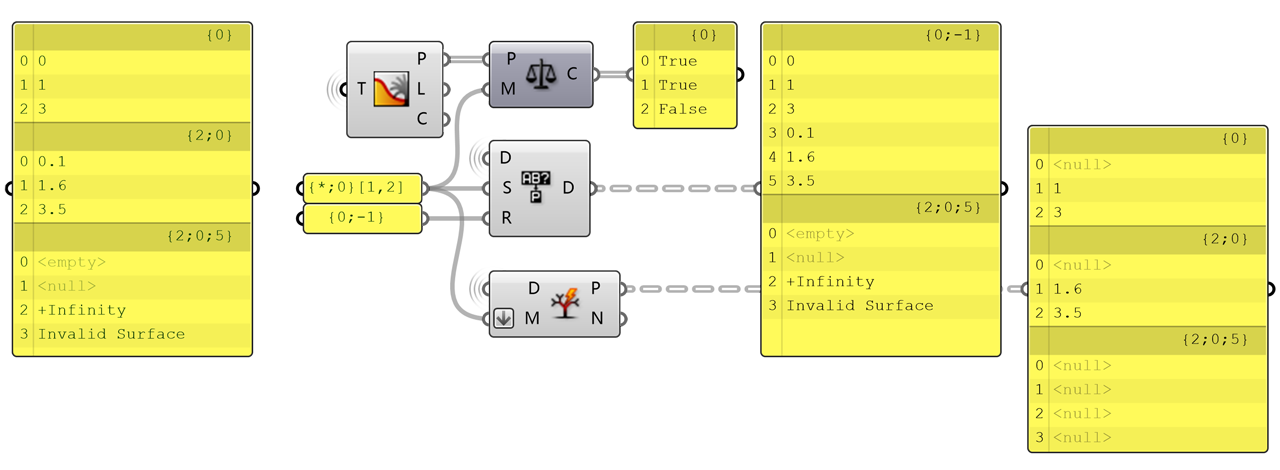 {0}
0 0
1 1
2 3
{2;0}
0 0.1
1 1.6
2 3.5
{2;0;5}
0 <empty>
1 <null>
2 +Infinity
3 Invalid Surface
T
P
L
C
P
M
C
{0}
0 True
1 True
2 False
{*;0}[1,2]
{0;-1}
D
S
R
AB?
P
D
D
M
P
N
{0;-1}
0 0
1 1
2 3
3 0.1
4 1.6
5 3.5
{2;0;5}
0 <empty>
1 <null>
2 +Infinity
3 Invalid Surface
{0}
0 <null>
1 1
2 3
{2;0}
0 <null>
1 1.6
2 3.5
{2;0;5}
0 <null>
1 <null>
2 <null>
3 <null>